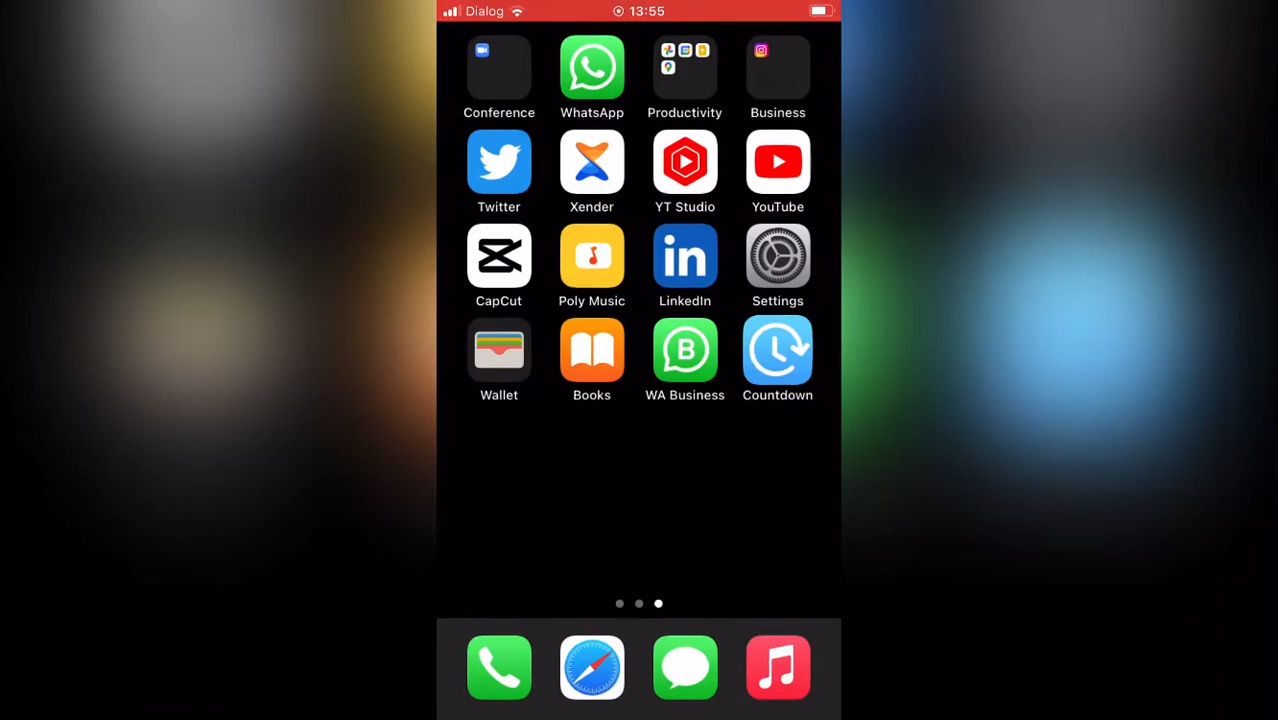 Dialog 13:55
Conference WhatsApp Productivity Business
Twitter Xender YT Studio YouTube
CapCut Poly Music LinkedIn Settings
Wallet Books WA Business Countdown